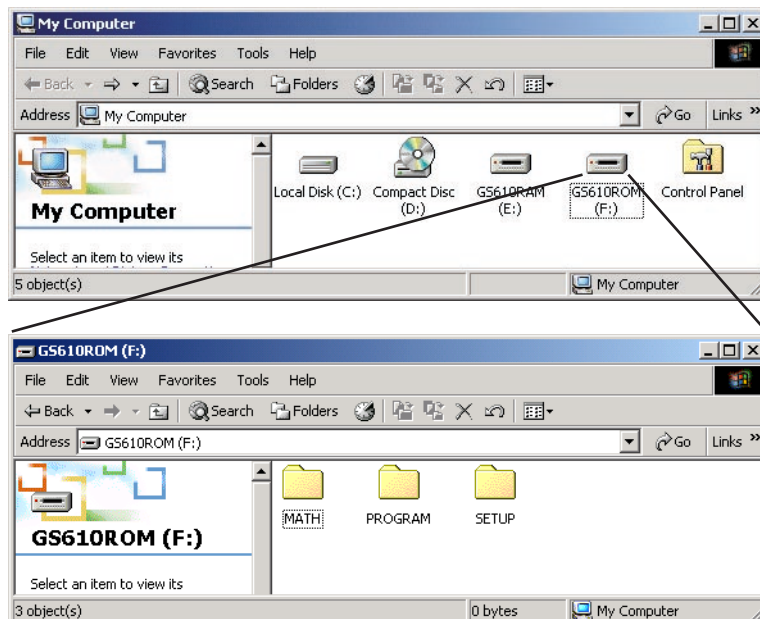 My Computer
File Edit View Favorites Tools Help
Back Search Folders
Address My Computer Go Links »
Local Disk (C:) Compact Disc (D:) GS610RAM (E:) GS610ROM (F:) Control Panel
My Computer
Select an item to view its
5 object(s) My Computer
GS610ROM (F:)
File Edit View Favorites Tools Help
Back Search Folders
Address GS610ROM (F:) Go Links »
MATH PROGRAM SETUP
GS610ROM (F:)
Select an item to view its
3 object(s) 0 bytes My Computer